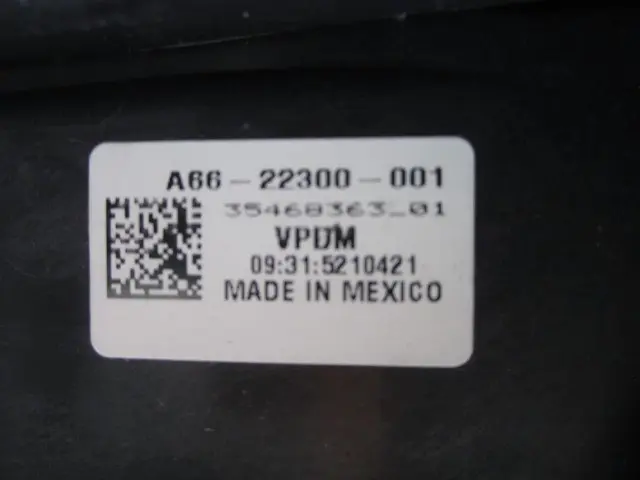 A66-22300-001
35468363_01
VPDM
09:31:5210421
MADE IN MEXICO